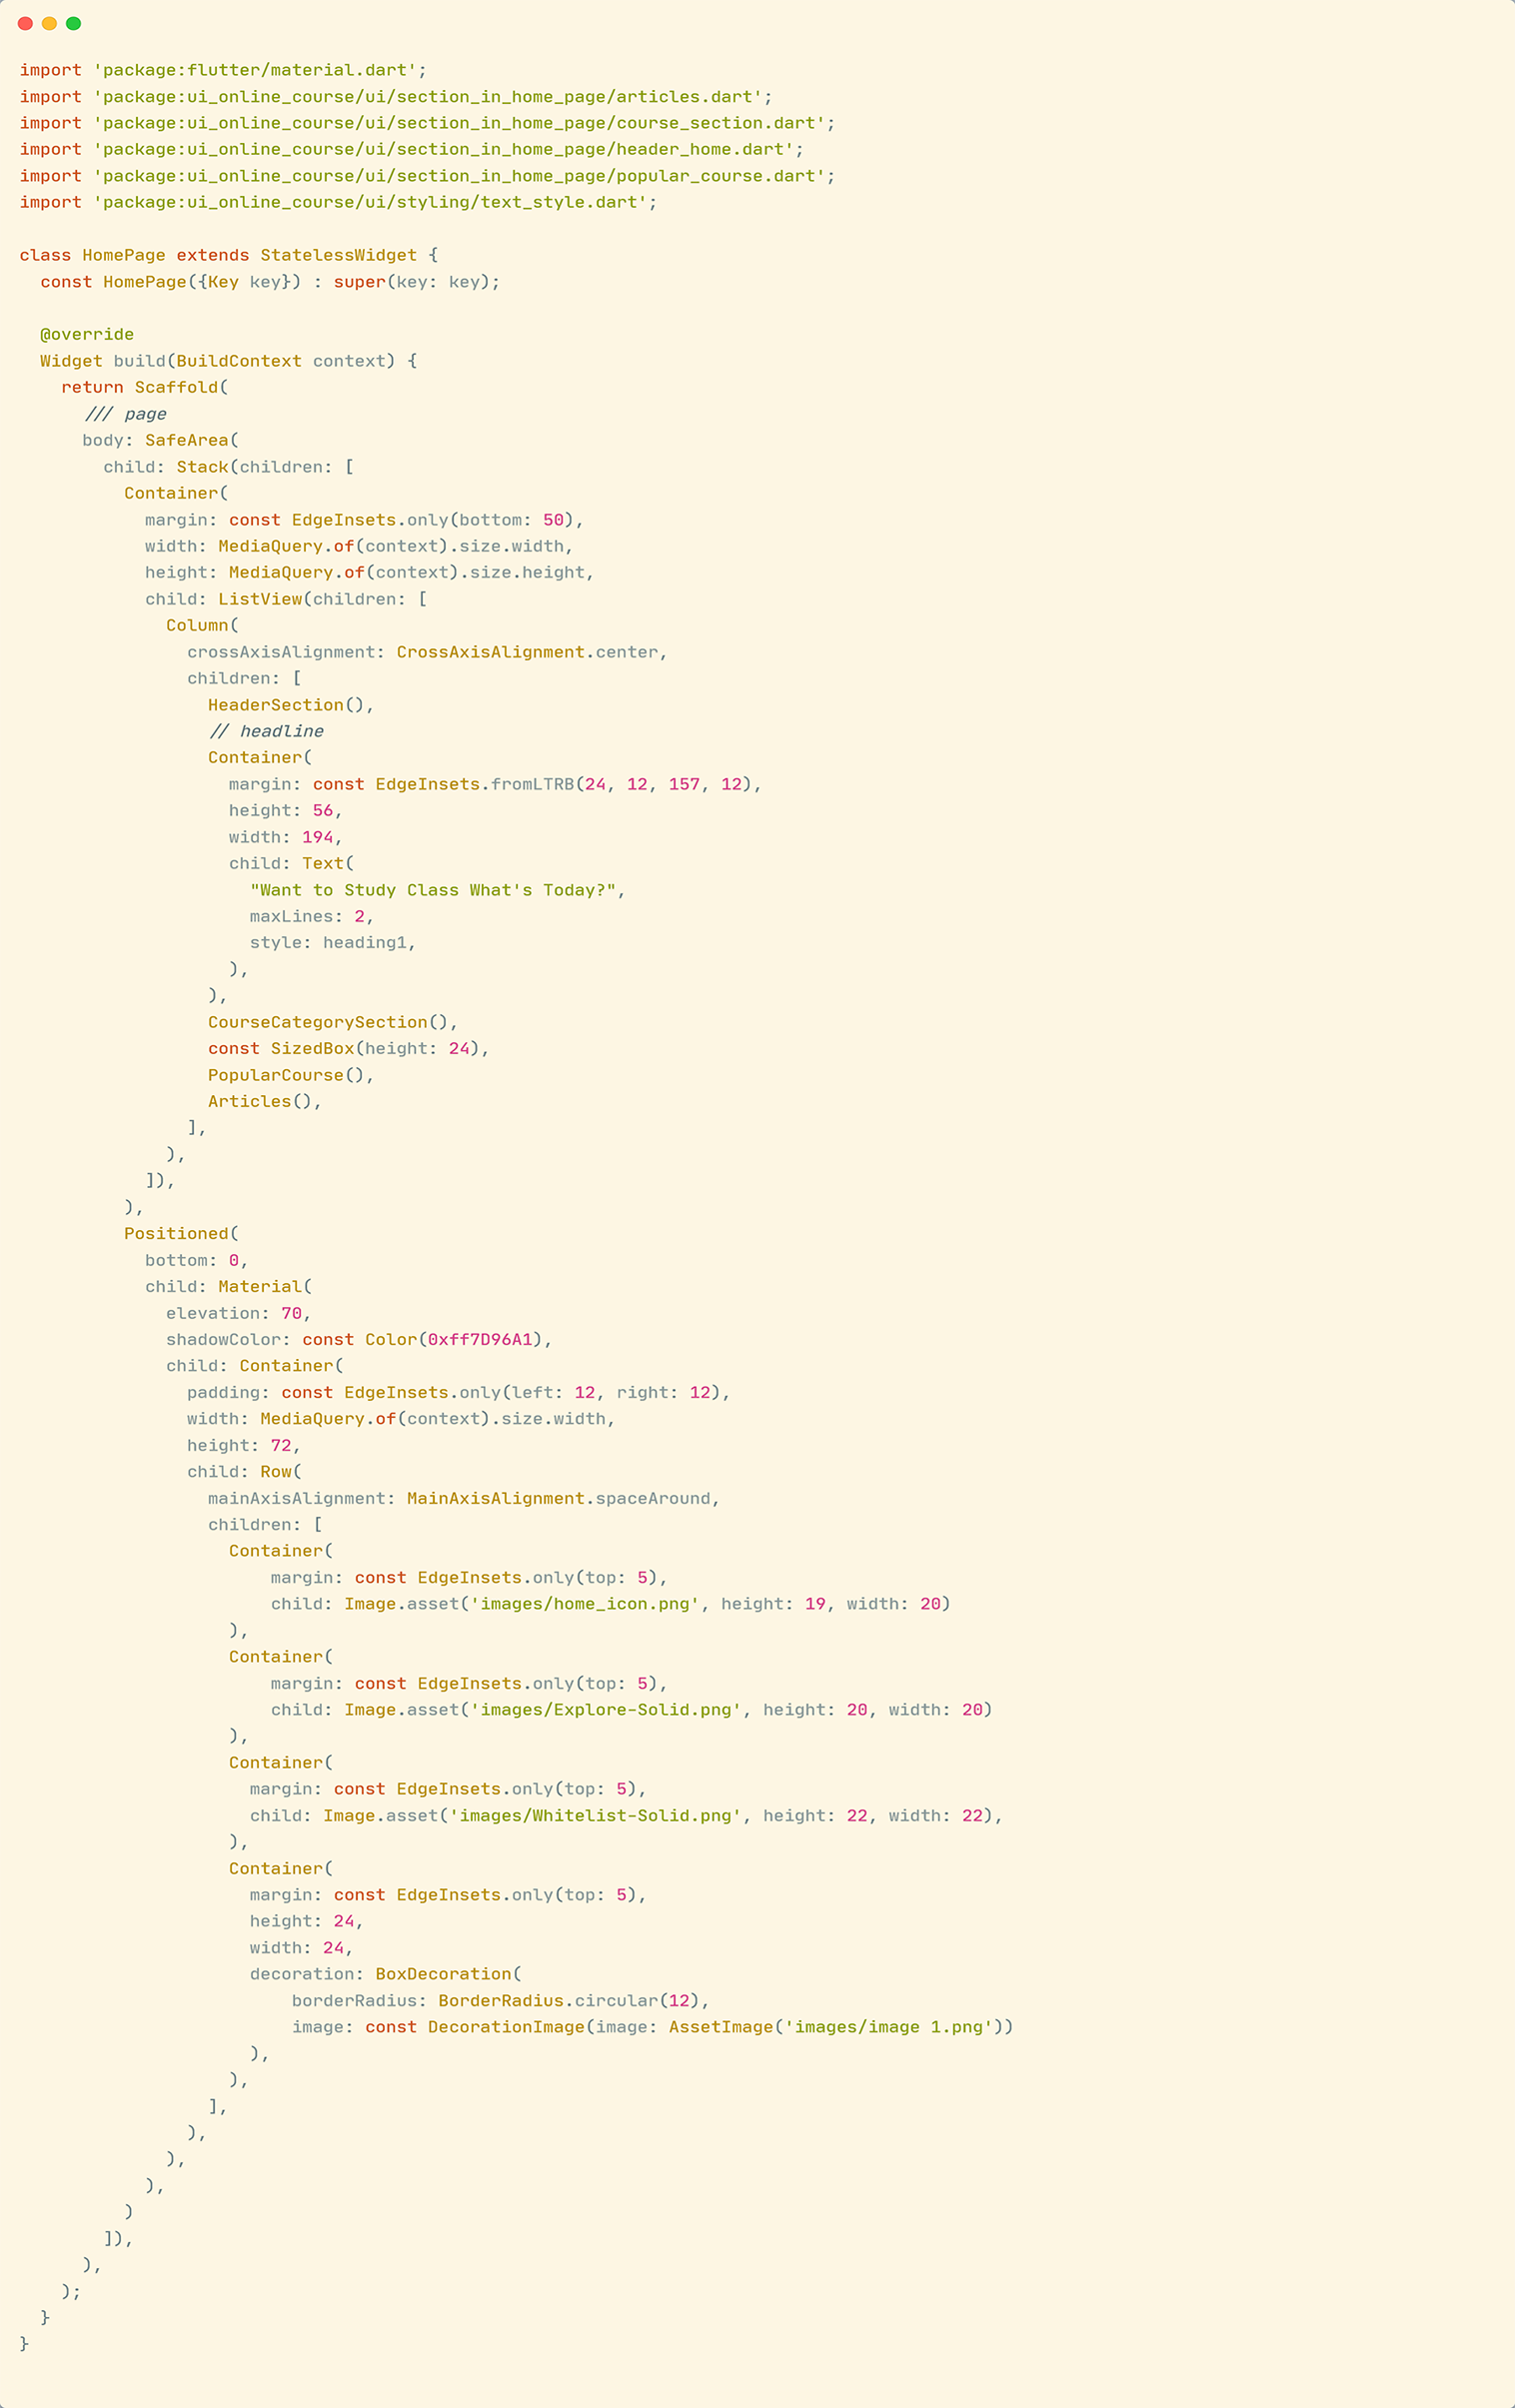 import 'package:flutter/material.dart';
import 'package:ui_online_course/ui/section_in_home_page/articles.dart';
import 'package:ui_online_course/ui/section_in_home_page/course_section.dart';
import 'package:ui_online_course/ui/section_in_home_page/header_home.dart';
import 'package:ui_online_course/ui/section_in_home_page/popular_course.dart';
import 'package:ui_online_course/ui/styling/text_style.dart';

class HomePage extends StatelessWidget {
  const HomePage({Key key}) : super(key: key);

  @override
  Widget build(BuildContext context) {
    return Scaffold(
      /// page
      body: SafeArea(
        child: Stack(children: [
          Container(
            margin: const EdgeInsets.only(bottom: 50),
            width: MediaQuery.of(context).size.width,
            height: MediaQuery.of(context).size.height,
            child: ListView(children: [
              Column(
                crossAxisAlignment: CrossAxisAlignment.center,
                children: [
                  HeaderSection(),
                  // headline
                  Container(
                    margin: const EdgeInsets.fromLTRB(24, 12, 157, 12),
                    height: 56,
                    width: 194,
                    child: Text(
                      "Want to Study Class What's Today?",
                      maxLines: 2,
                      style: heading1,
                    ),
                  ),
                  CourseCategorySection(),
                  const SizedBox(height: 24),
                  PopularCourse(),
                  Articles(),
                ],
              ),
            ]),
          ),
          Positioned(
            bottom: 0,
            child: Material(
              elevation: 70,
              shadowColor: const Color(0xff7D96A1),
              child: Container(
                padding: const EdgeInsets.only(left: 12, right: 12),
                width: MediaQuery.of(context).size.width,
                height: 72,
                child: Row(
                  mainAxisAlignment: MainAxisAlignment.spaceAround,
                  children: [
                    Container(
                        margin: const EdgeInsets.only(top: 5),
                        child: Image.asset('images/home_icon.png', height: 19, width: 20)
                    ),
                    Container(
                        margin: const EdgeInsets.only(top: 5),
                        child: Image.asset('images/Explore-Solid.png', height: 20, width: 20)
                    ),
                    Container(
                      margin: const EdgeInsets.only(top: 5),
                      child: Image.asset('images/Whitelist-Solid.png', height: 22, width: 22),
                    ),
                    Container(
                      margin: const EdgeInsets.only(top: 5),
                      height: 24,
                      width: 24,
                      decoration: BoxDecoration(
                          borderRadius: BorderRadius.circular(12),
                          image: const DecorationImage(image: AssetImage('images/image 1.png'))
                      ),
                    ),
                  ],
                ),
              ),
            ),
          )
        ]),
      ),
    );
  }
}